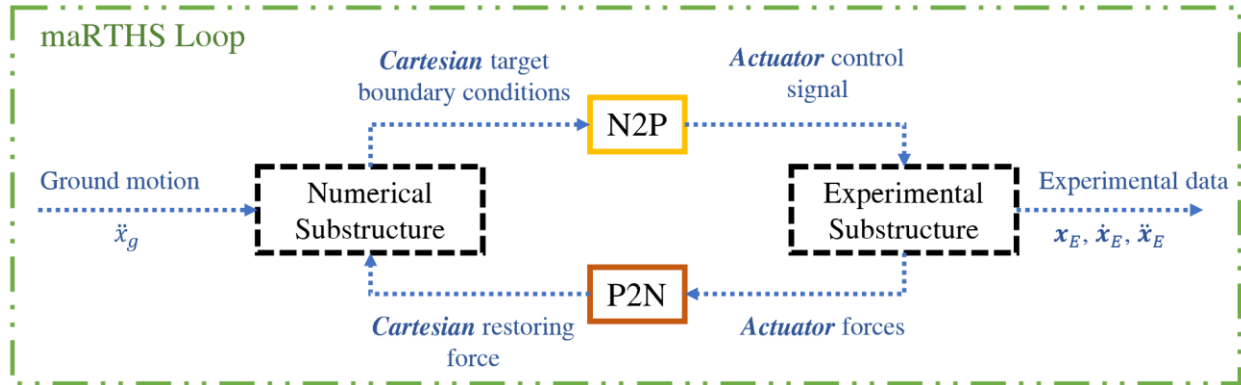 maRTHS Loop
Cartesian target
boundary conditions
Actuator control
signal
N2P
Ground motion
ẍg
Numerical
Substructure
Experimental
Substructure
Experimental data
xE, ẋE, ẍE
P2N
Cartesian restoring
force
Actuator forces